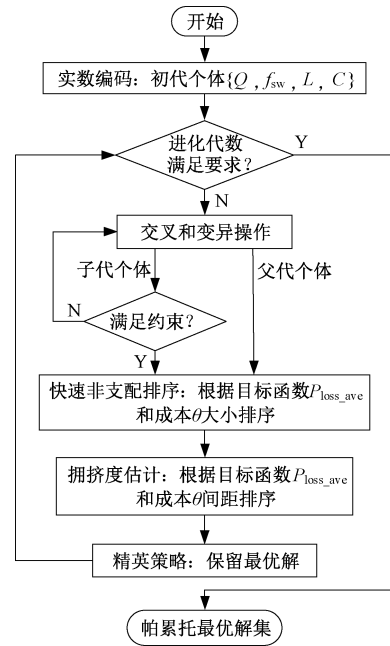 开始
实数编码：初代个体{Q，fsw，L，C}
进化代数
满足要求？
Y
N
交叉和变异操作
子代个体
父代个体
N
满足约束？
Y
快速非支配排序：根据目标函数Ploss_ave
和成本θ大小排序
拥挤度估计：根据目标函数Ploss_ave
和成本θ间距排序
精英策略：保留最优解
帕累托最优解集